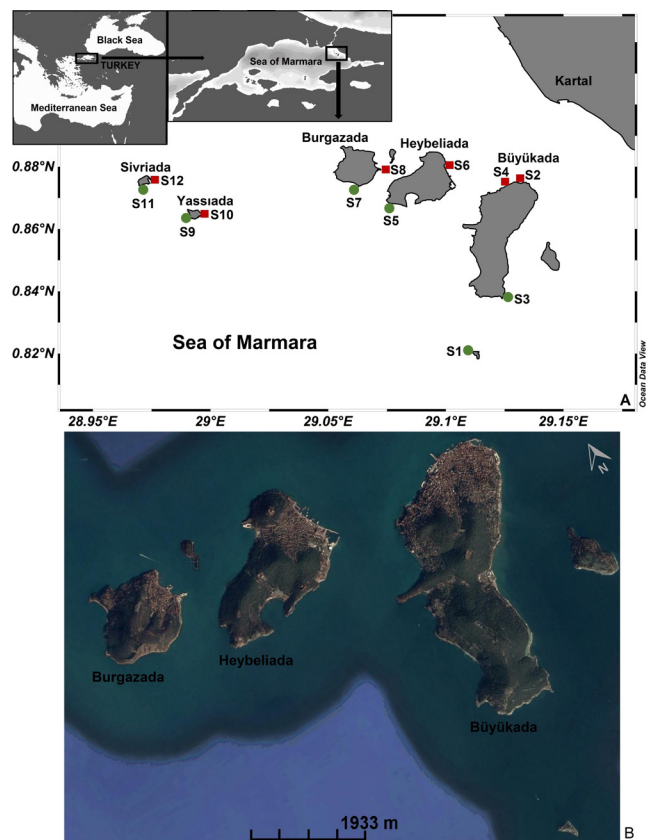 Black Sea
TURKEY
Mediterranean Sea
Sea of Marmara
Kartal
Burgazada
Heybeliada
Büyükada
Sivriada
Yassıada
S12
S11
S10
S9
S8
S7
S6
S5
S4
S2
S3
S1
0.88°N
0.86°N
0.84°N
0.82°N
Sea of Marmara
A
Ocean Data View
28.95°E
29°E
29.05°E
29.1°E
29.15°E
N
Burgazada
Heybeliada
Büyükada
1933 m
B